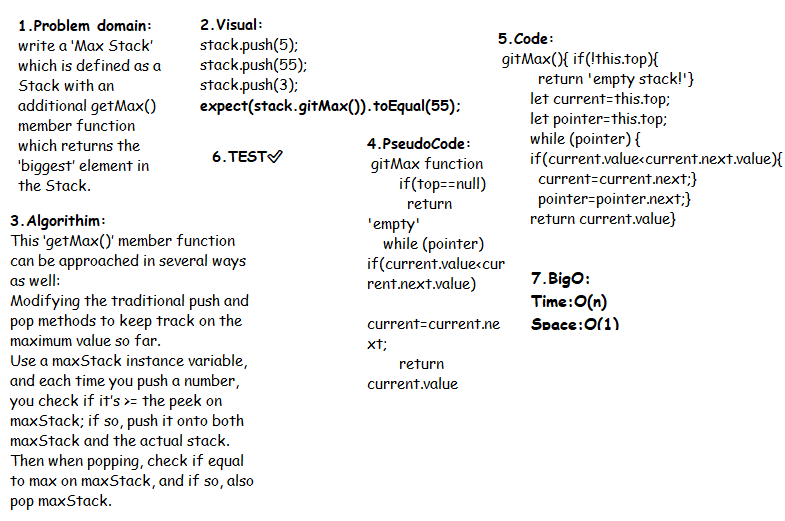 1.Problem domain:
write a 'Max Stack'
which is defined as a
Stack with an
additional getMax()
member function
which returns the
'biggest' element in
the Stack.
2.Visual:
stack.push(5);
stack.push(55);
stack.push(3);
expect(stack.gitMax()).toEqual(55);
6.TEST✓
3.Algorithim:
This 'getMax()' member function
can be approached in several ways
as well:
Modifying the traditional push and
pop methods to keep track on the
maximum value so far.
Use a maxStack instance variable,
and each time you push a number,
you check if it's >= the peek on
maxStack; if so, push it onto both
maxStack and the actual stack.
Then when popping, check if equal
to max on maxStack, and if so, also
pop maxStack.
4.PseudoCode:
gitMax function
if(top==null)
return
'empty'
while (pointer)
if(current.value<cur
rent.next.value)
current=current.ne
xt;
return
current.value
5.Code:
gitMax(){ if(!this.top){
return 'empty stack!'}
let current=this.top;
let pointer=this.top;
while (pointer) {
if(current.value<current.next.value){
current=current.next;}
pointer=pointer.next;}
return current.value}
7.BigO:
Time:O(n)
Space:O(1)